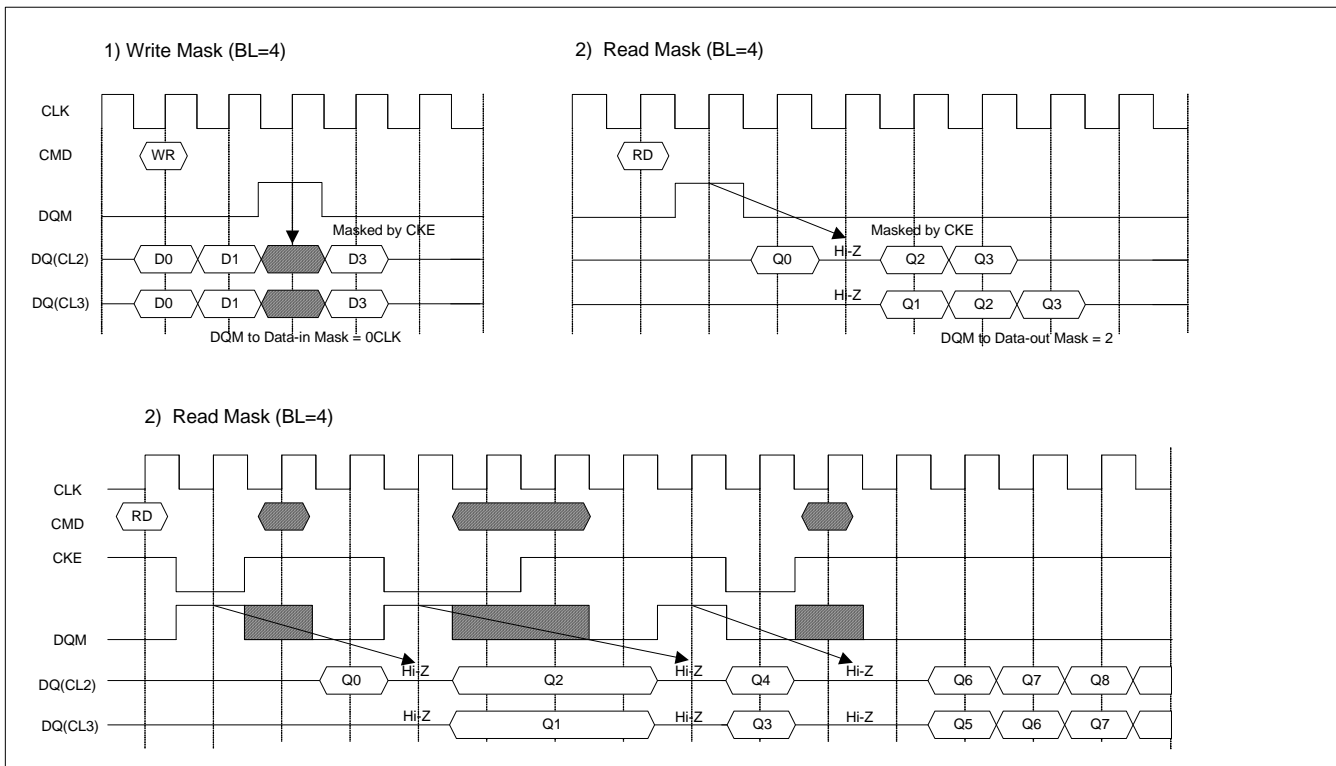 1) Write Mask (BL=4)
CLK
CMD
WR
DQM
Masked by CKE
DQ(CL2)
D0 D1 D3
DQ(CL3)
D0 D1 D3
DQM to Data-in Mask = 0CLK
2) Read Mask (BL=4)
RD
Masked by CKE
Hi-Z
Q0 Q2 Q3
Hi-Z
Q1 Q2 Q3
DQM to Data-out Mask = 2
2) Read Mask (BL=4)
CLK
RD
CMD
CKE
DQM
Hi-Z Hi-Z Hi-Z
DQ(CL2) Q0 Q2 Q4 Q6 Q7 Q8
DQ(CL3) Hi-Z Q1 Hi-Z Q3 Hi-Z Q5 Q6 Q7